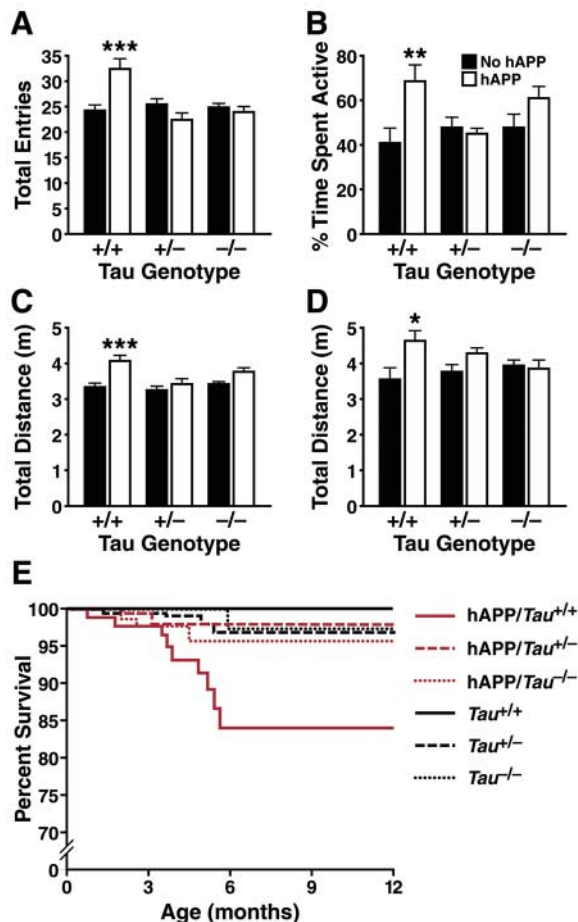 A
***
Total Entries
35
30
25
20
15
10
5
0
+/+ +/– –/–
Tau Genotype
B
**
No hAPP
hAPP
% Time Spent Active
80
60
40
20
0
+/+ +/– –/–
Tau Genotype
C
***
Total Distance (m)
5
4
3
2
1
0
+/+ +/– –/–
Tau Genotype
D
*
Total Distance (m)
5
4
3
2
1
0
+/+ +/– –/–
Tau Genotype
E
Percent Survival
100
95
90
85
80
75
70
0
0 3 6 9 12
Age (months)
hAPP/Tau+/+
hAPP/Tau+/–
hAPP/Tau–/–
Tau+/+
Tau+/–
Tau–/–